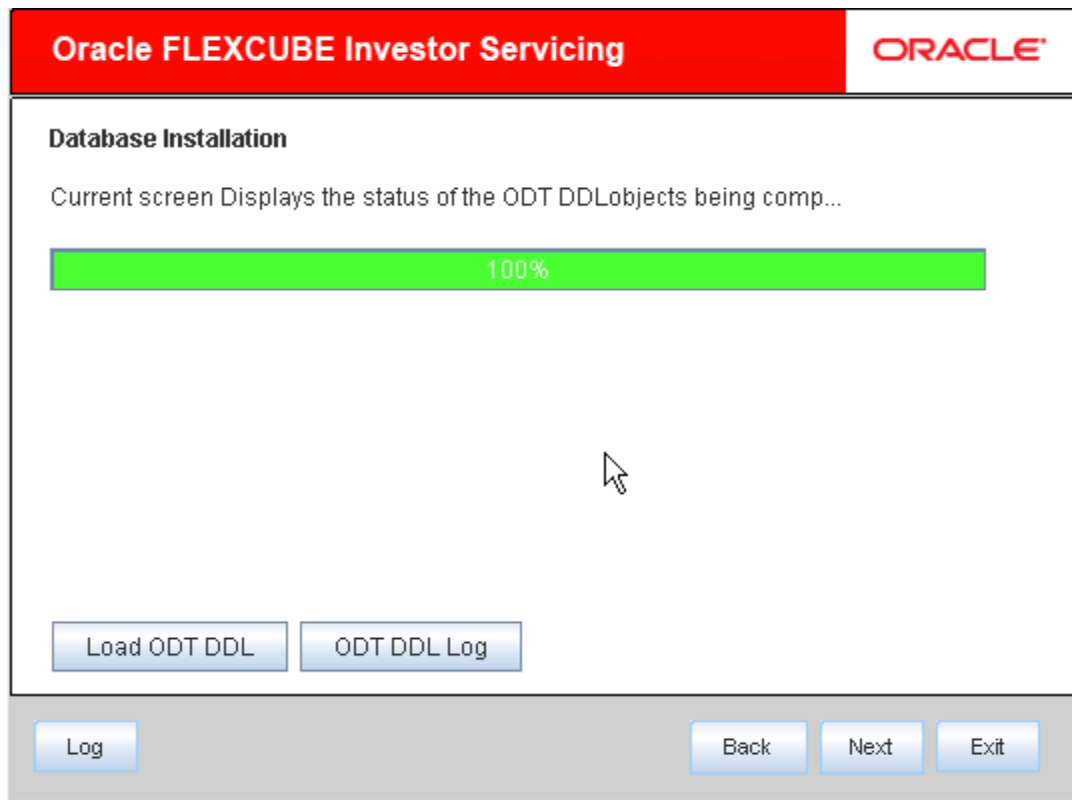 Oracle FLEXCUBE Investor Servicing
ORACLE
Database Installation
Current screen Displays the status of the ODT DDLobjects being comp...
100%
Load ODT DDL
ODT DDL Log
Log
Back
Next
Exit